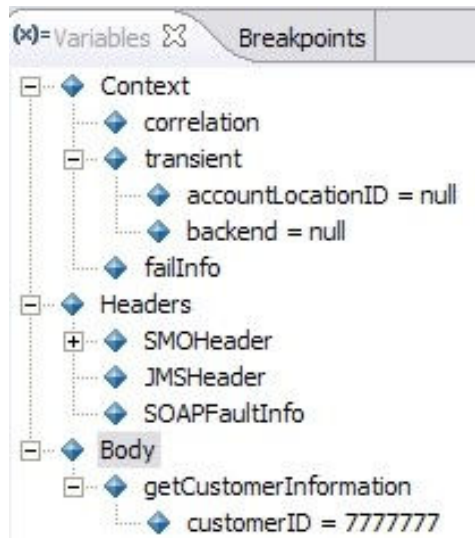 (x)= Variables Breakpoints
Context
correlation
transient
accountLocationID = null
backend = null
failInfo
Headers
SMOHeader
JMSHeader
SOAPFaultInfo
Body
getCustomerInformation
customerID = 7777777